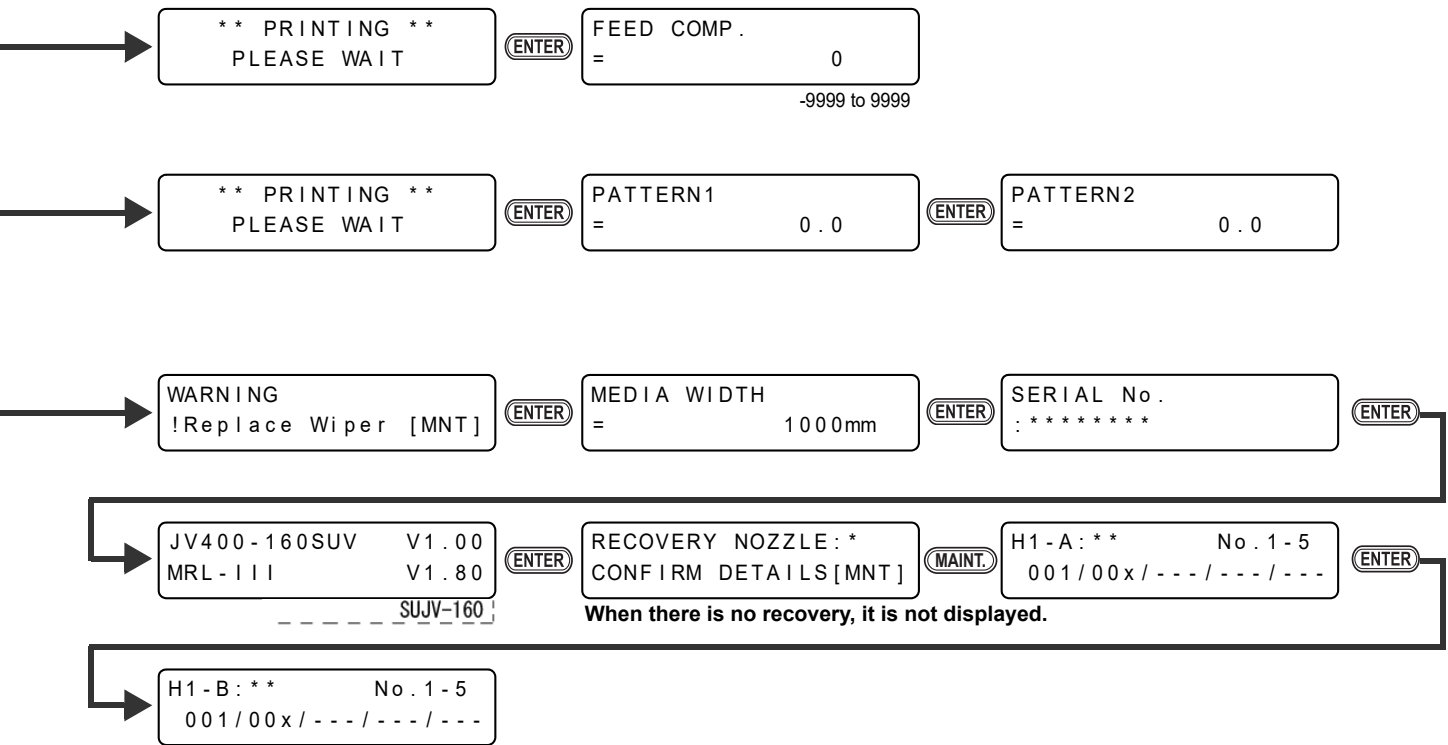 ** PRINTING **
PLEASE WAIT
ENTER
FEED COMP.
= 0
-9999 to 9999
** PRINTING **
PLEASE WAIT
ENTER
PATTERN1
= 0.0
ENTER
PATTERN2
= 0.0
WARNING
!Replace Wiper [MNT]
ENTER
MEDIA WIDTH
= 1000mm
ENTER
SERIAL No.
:********
ENTER
JV400-160SUV V1.00
MRL-III V1.80
SUJV-160
ENTER
RECOVERY NOZZLE:*
CONFIRM DETAILS[MNT]
When there is no recovery, it is not displayed.
MAINT.
H1-A:** No.1-5
001/00x/---/---/---
ENTER
H1-B:** No.1-5
001/00x/---/---/---